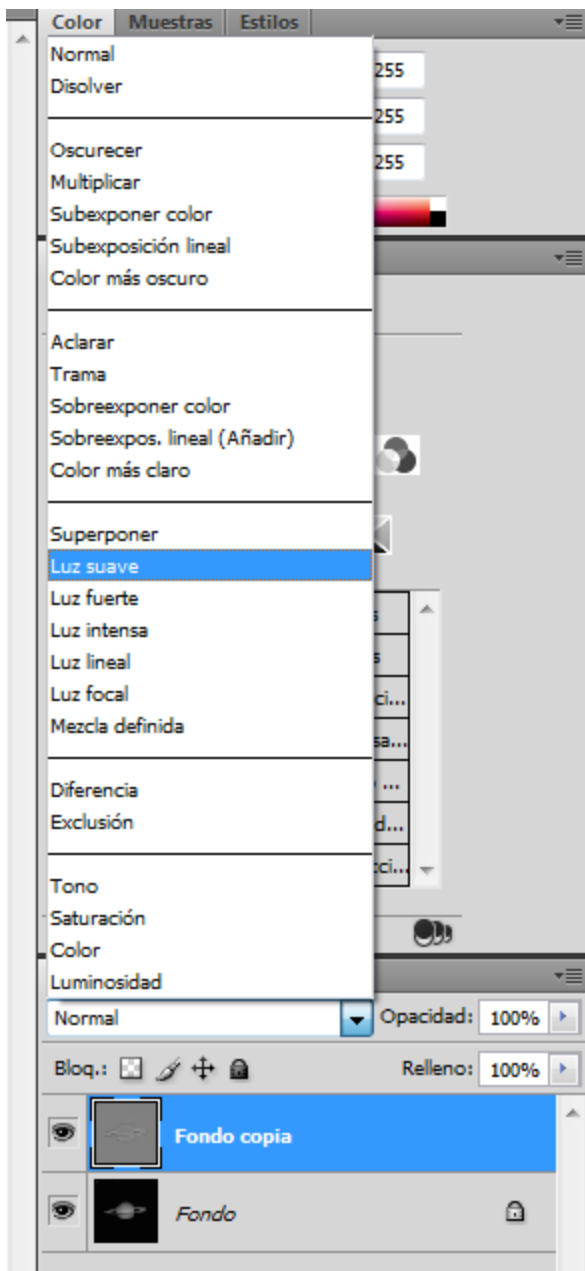 Color Muestras Estilos
Normal
255
Disolver
255
Oscurecer
255
Multiplicar
Subexponer color
Subexposición lineal
Color más oscuro
Aclarar
Trama
Sobreexponer color
Sobreexpos. lineal (Añadir)
Color más claro
Superponer
Luz suave
Luz fuerte
Luz intensa
Luz lineal
Luz focal
Mezcla definida
Diferencia
Exclusión
Tono
Saturación
Color
Luminosidad
Normal Opacidad: 100%
Bloq.: Relleno: 100%
Fondo copia
Fondo